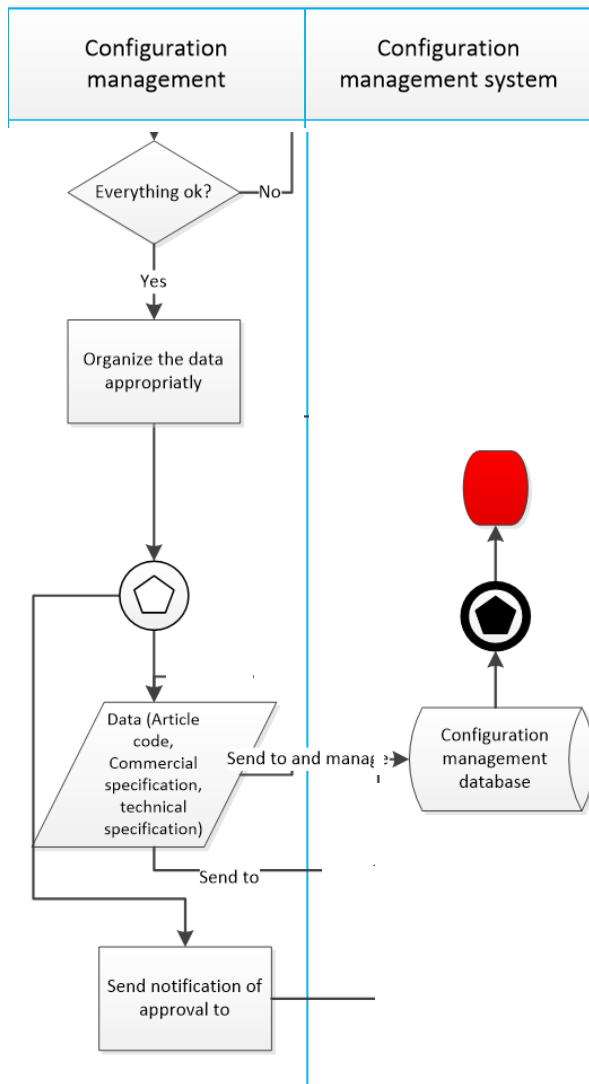 Configuration
management
Configuration
management system
Everything ok?
No
Yes
Organize the data
appropriatly
Data (Article
code,
Commercial
specification,
technical
specification)
Send to and manage
Configuration
management
database
Send to
Send notification of
approval to